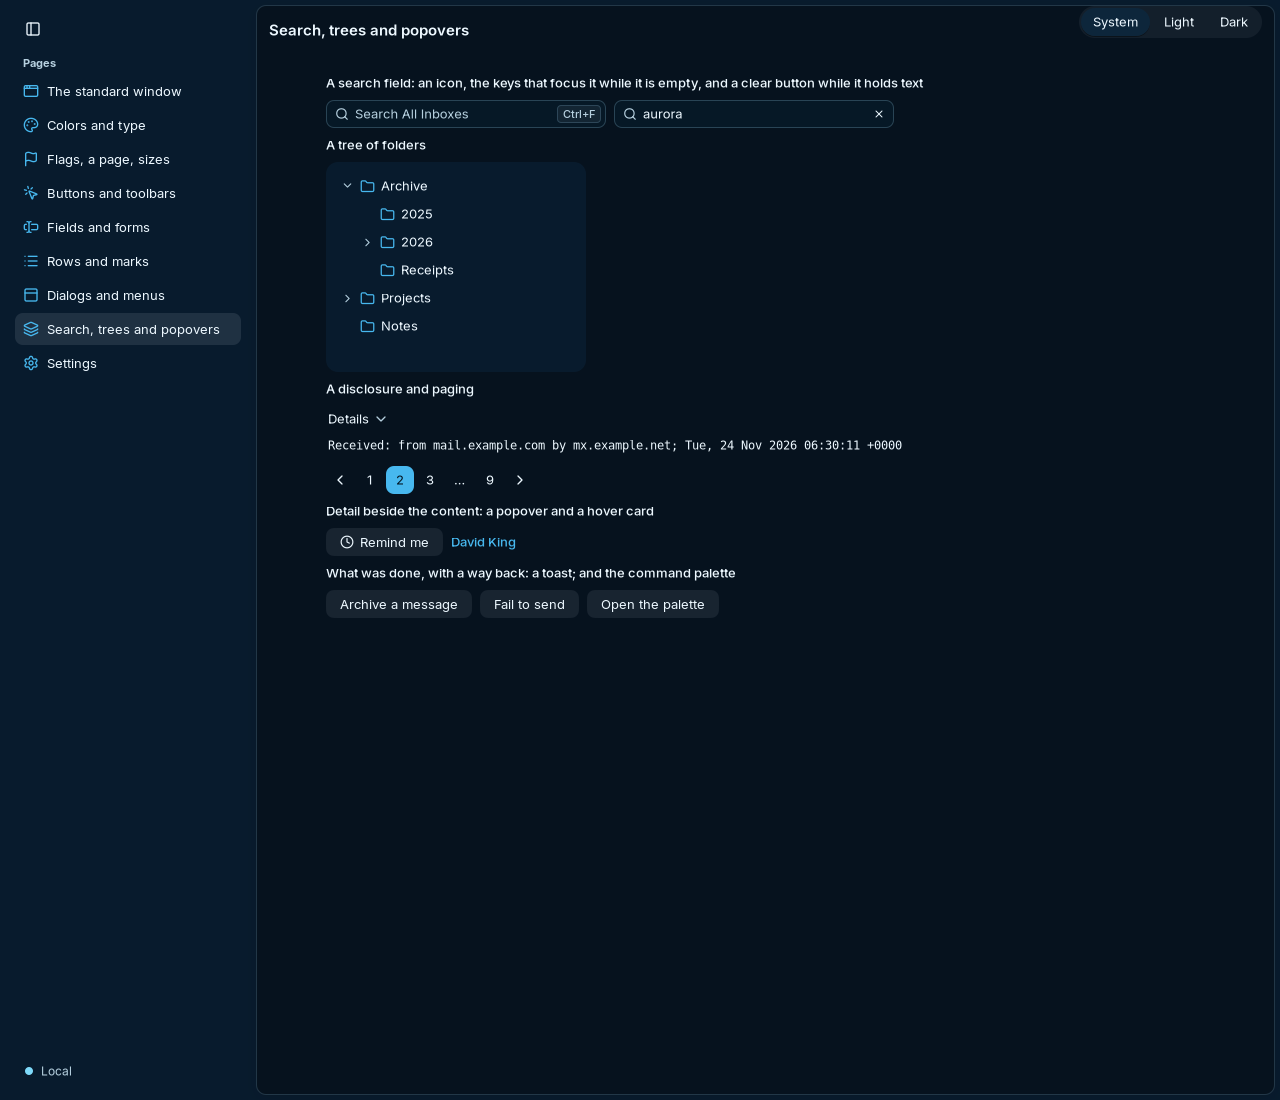 Pages
The standard window
Colors and type
Flags, a page, sizes
Buttons and toolbars
Fields and forms
Rows and marks
Dialogs and menus
Search, trees and popovers
Settings
Local
Search, trees and popovers
System Light Dark
A search field: an icon, the keys that focus it while it is empty, and a clear button while it holds text
Search All Inboxes Ctrl+F aurora
A tree of folders
Archive
2025
2026
Receipts
Projects
Notes
A disclosure and paging
Details
Received: from mail.example.com by mx.example.net; Tue, 24 Nov 2026 06:30:11 +0000
1 2 3 … 9
Detail beside the content: a popover and a hover card
Remind me David King
What was done, with a way back: a toast; and the command palette
Archive a message Fail to send Open the palette